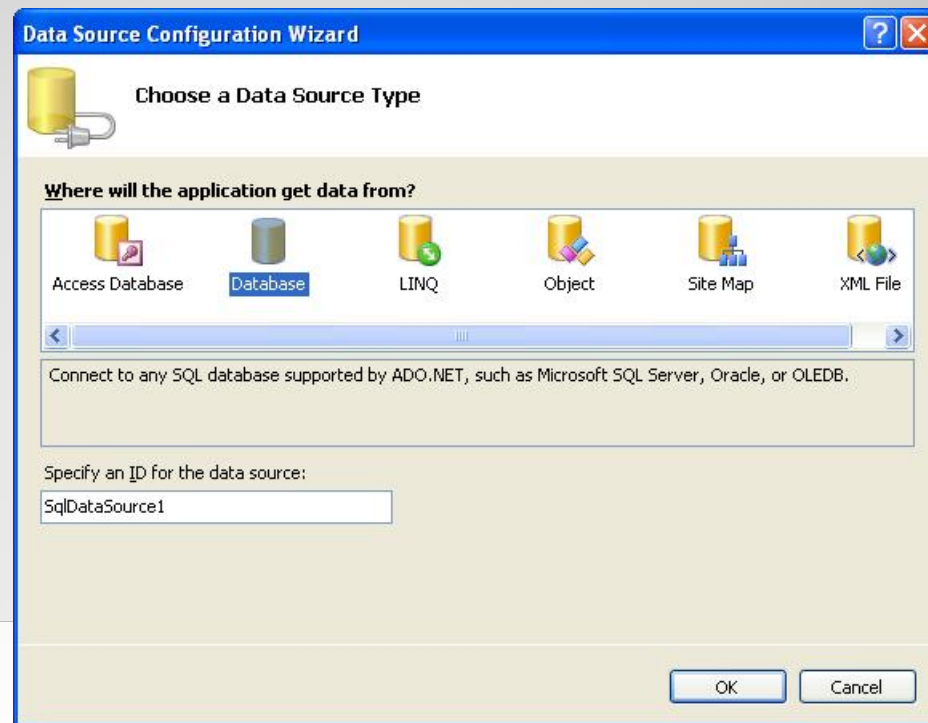 Data Source Configuration Wizard
Choose a Data Source Type
Where will the application get data from?
Access Database Database LINQ Object Site Map XML File
Connect to any SQL database supported by ADO.NET, such as Microsoft SQL Server, Oracle, or OLEDB.
Specify an ID for the data source:
SqlDataSource1
OK Cancel